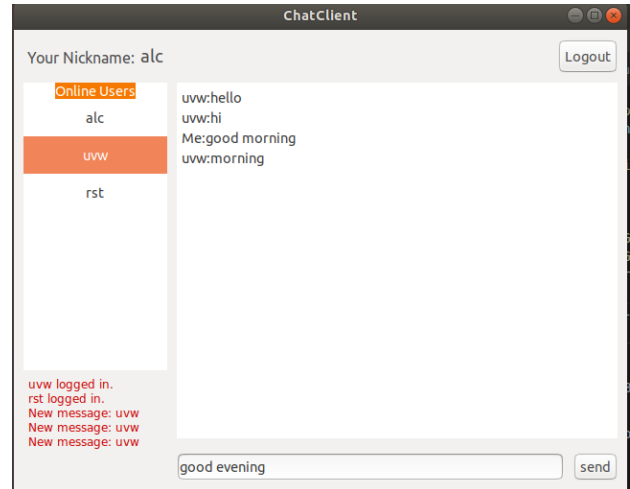 ChatClient
Your Nickname: alc
Logout
Online Users
alc
uvw
rst
uvw:hello
uvw:hi
Me:good morning
uvw:morning
uvw logged in.
rst logged in.
New message: uvw
New message: uvw
New message: uvw
good evening
send